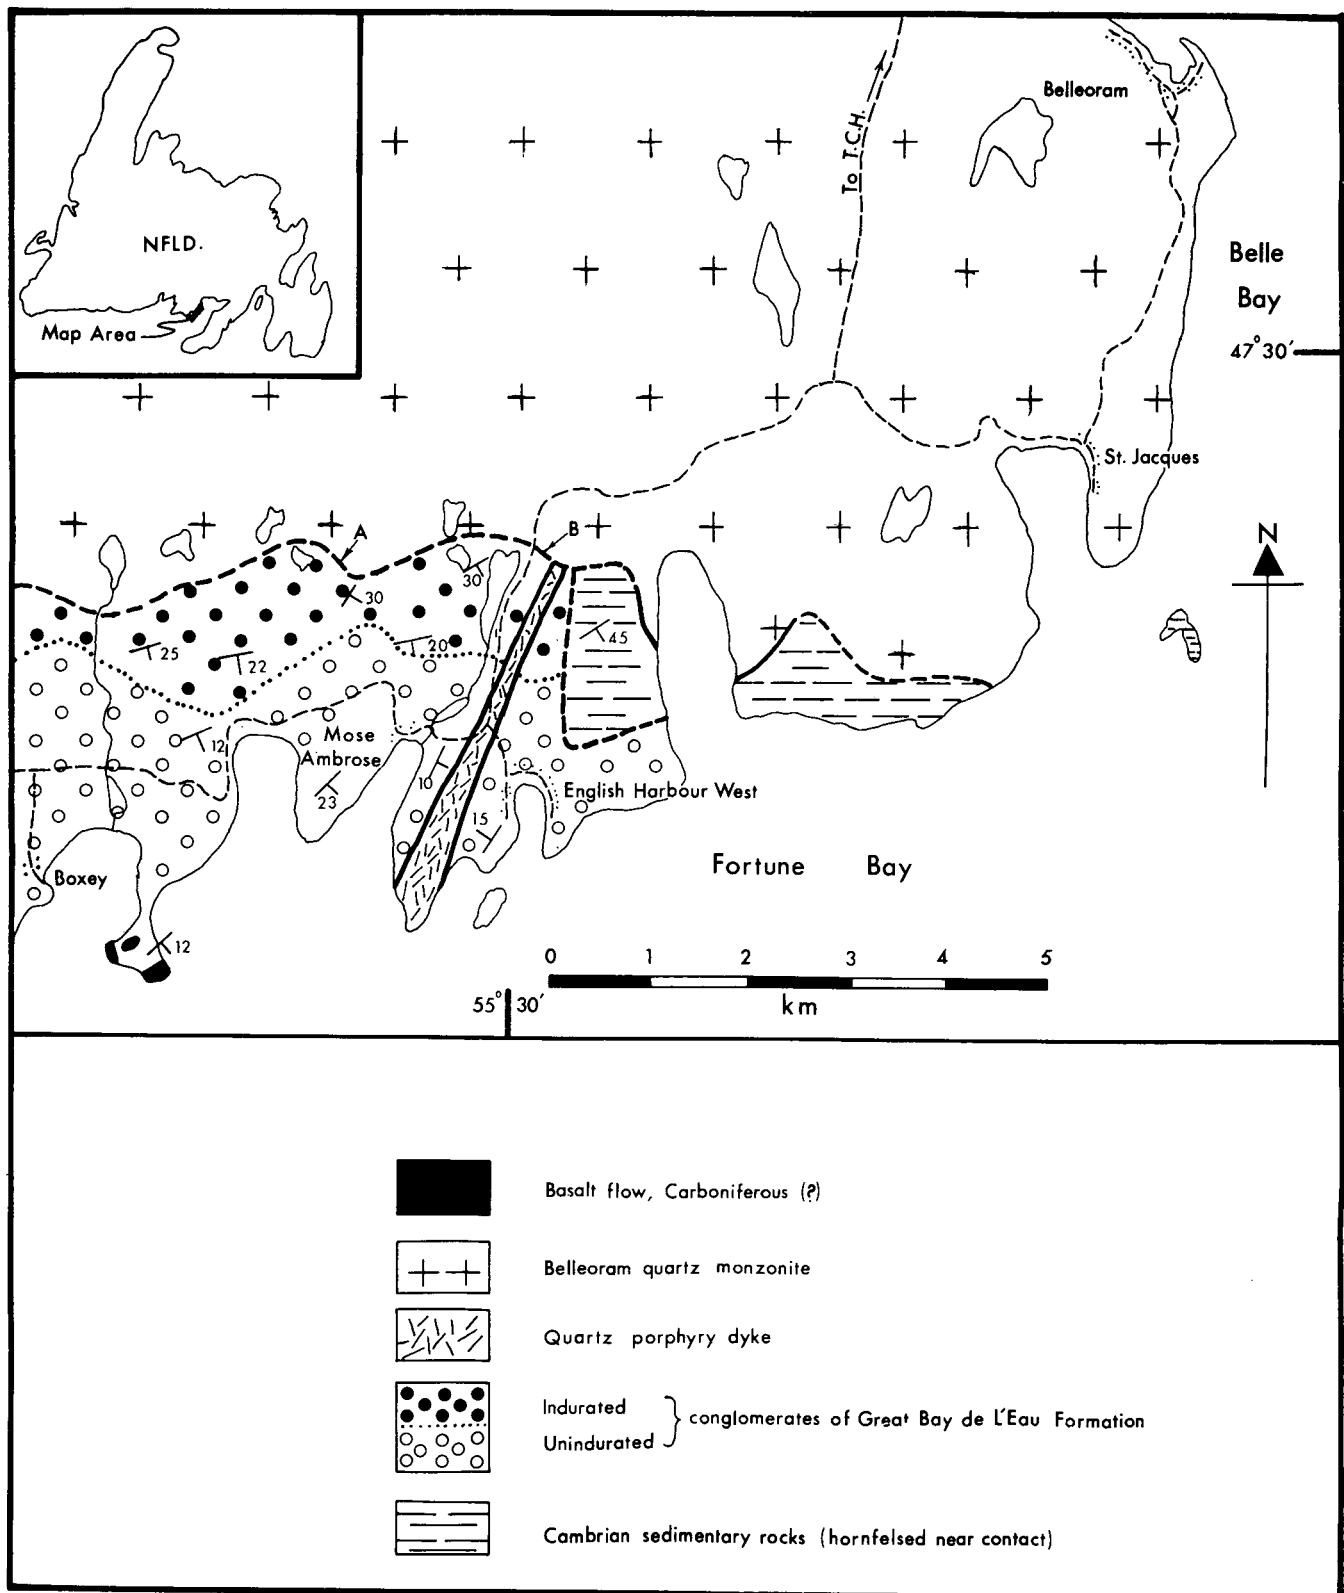 NFLD.
Map Area
To T.C.H.
Belleoram
Belle
Bay
47°30′
St. Jacques
N
A
B
30
30
45
25
22
20
12
Mose
Ambrose
23
10
15
English Harbour West
Boxey
12
Fortune Bay
0 1 2 3 4 5
km
55° 30′
Basalt flow, Carboniferous (?)
Belleoram quartz monzonite
Quartz porphyry dyke
Indurated
Unindurated
conglomerates of Great Bay de L'Eau Formation
Cambrian sedimentary rocks (hornfelsed near contact)